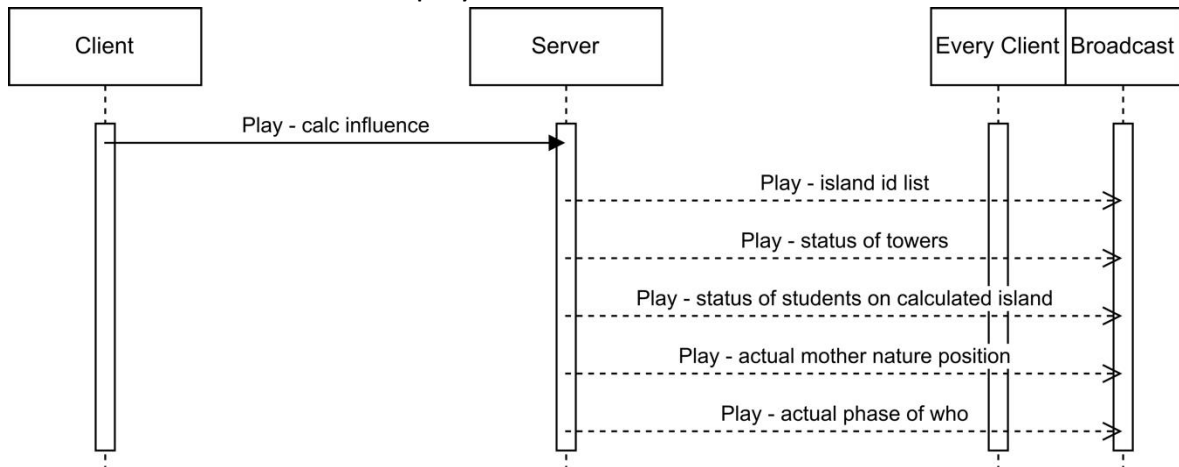 Client
Server
Every Client
Broadcast
Play - calc influence
Play - island id list
Play - status of towers
Play - status of students on calculated island
Play - actual mother nature position
Play - actual phase of who